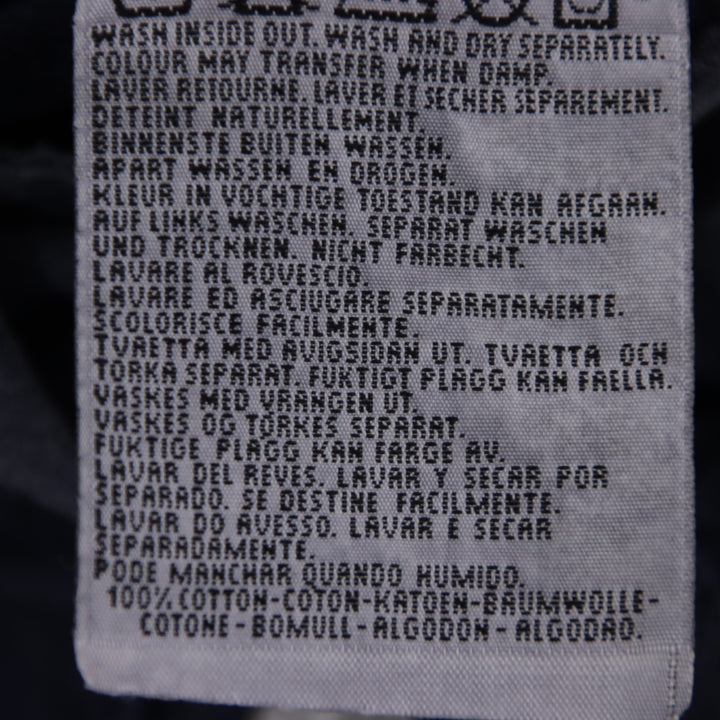 WASH INSIDE OUT. WASH AND DRY SEPARATELY.
COLOUR MAY TRANSFER WHEN DAMP.
LAVER RETOURNE. LAVER ET SECHER SEPAREMENT.
DETEINT NATURELLEMENT.
BINNENSTE BUITEN WASSEN.
APART WASSEN EN DROGEN.
KLEUR IN VOCHTIGE TOESTAND KAN AFGAAN.
AUF LINKS WASCHEN. SEPARAT WASCHEN
UND TROCKNEN. NICHT FARBECHT.
LAVARE AL ROVESCIO.
LAVARE ED ASCIUGARE SEPARATAMENTE.
SCOLORISCE FACILMENTE.
TVAETTA MED AVIGSIDAN UT. TVAETTA OCH
TORKA SEPARAT. FUKTIGT PLAGG KAN FAELLA.
VASKES MED VRANGEN UT.
VASKES OG TORKES SEPARAT.
FUKTIGE PLAGG KAN FARGE AV.
LAVAR DEL REVES. LAVAR Y SECAR POR
SEPARADO. SE DESTINE FACILMENTE.
LAVAR DO AVESSO. LAVAR E SECAR
SEPARADAMENTE.
PODE MANCHAR QUANDO HUMIDO.
100% COTTON-COTON-KATOEN-BAUMWOLLE-
COTONE-BOMULL-ALGODON-ALGODAO.